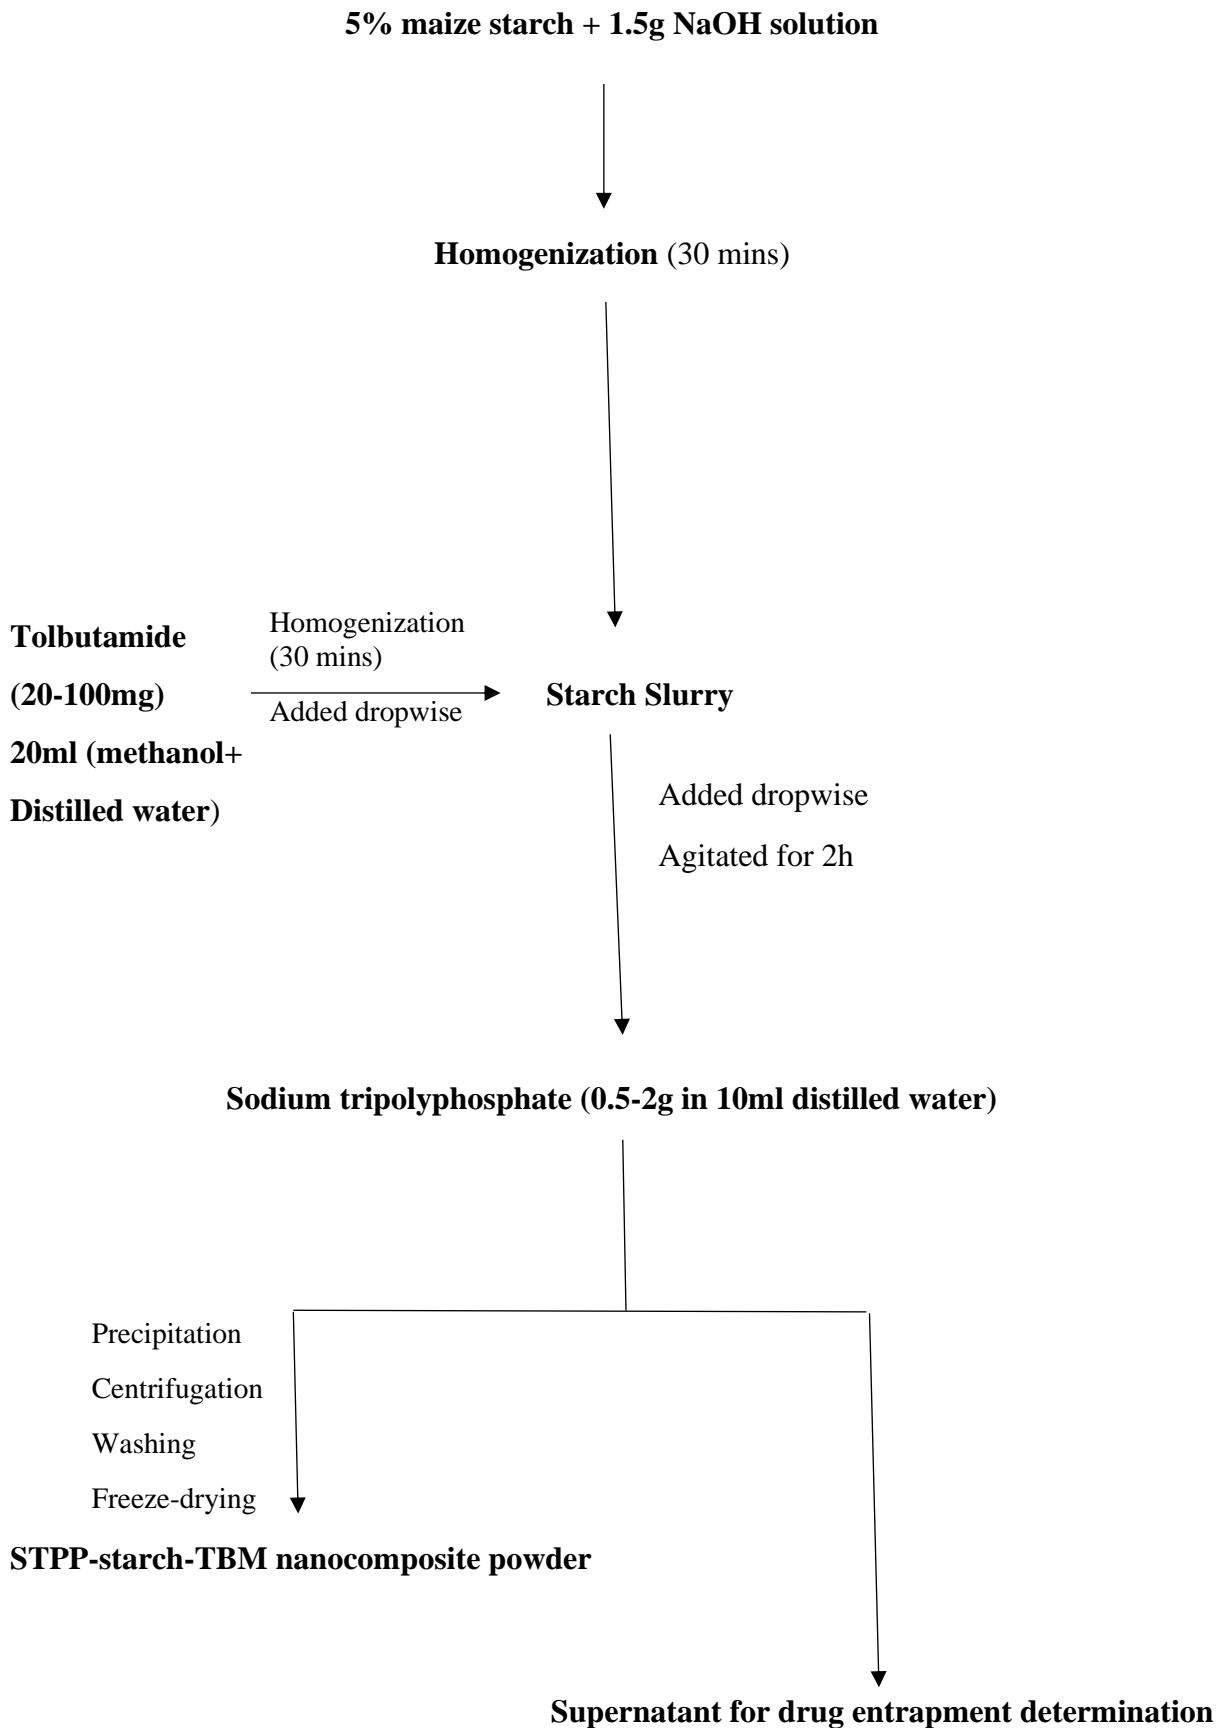 5% maize starch + 1.5g NaOH solution
Homogenization (30 mins)
Tolbutamide
(20-100mg)
20ml (methanol+
Distilled water)
Homogenization
(30 mins)
Added dropwise
Starch Slurry
Added dropwise
Agitated for 2h
Sodium tripolyphosphate (0.5-2g in 10ml distilled water)
Precipitation
Centrifugation
Washing
Freeze-drying
STPP-starch-TBM nanocomposite powder
Supernatant for drug entrapment determination